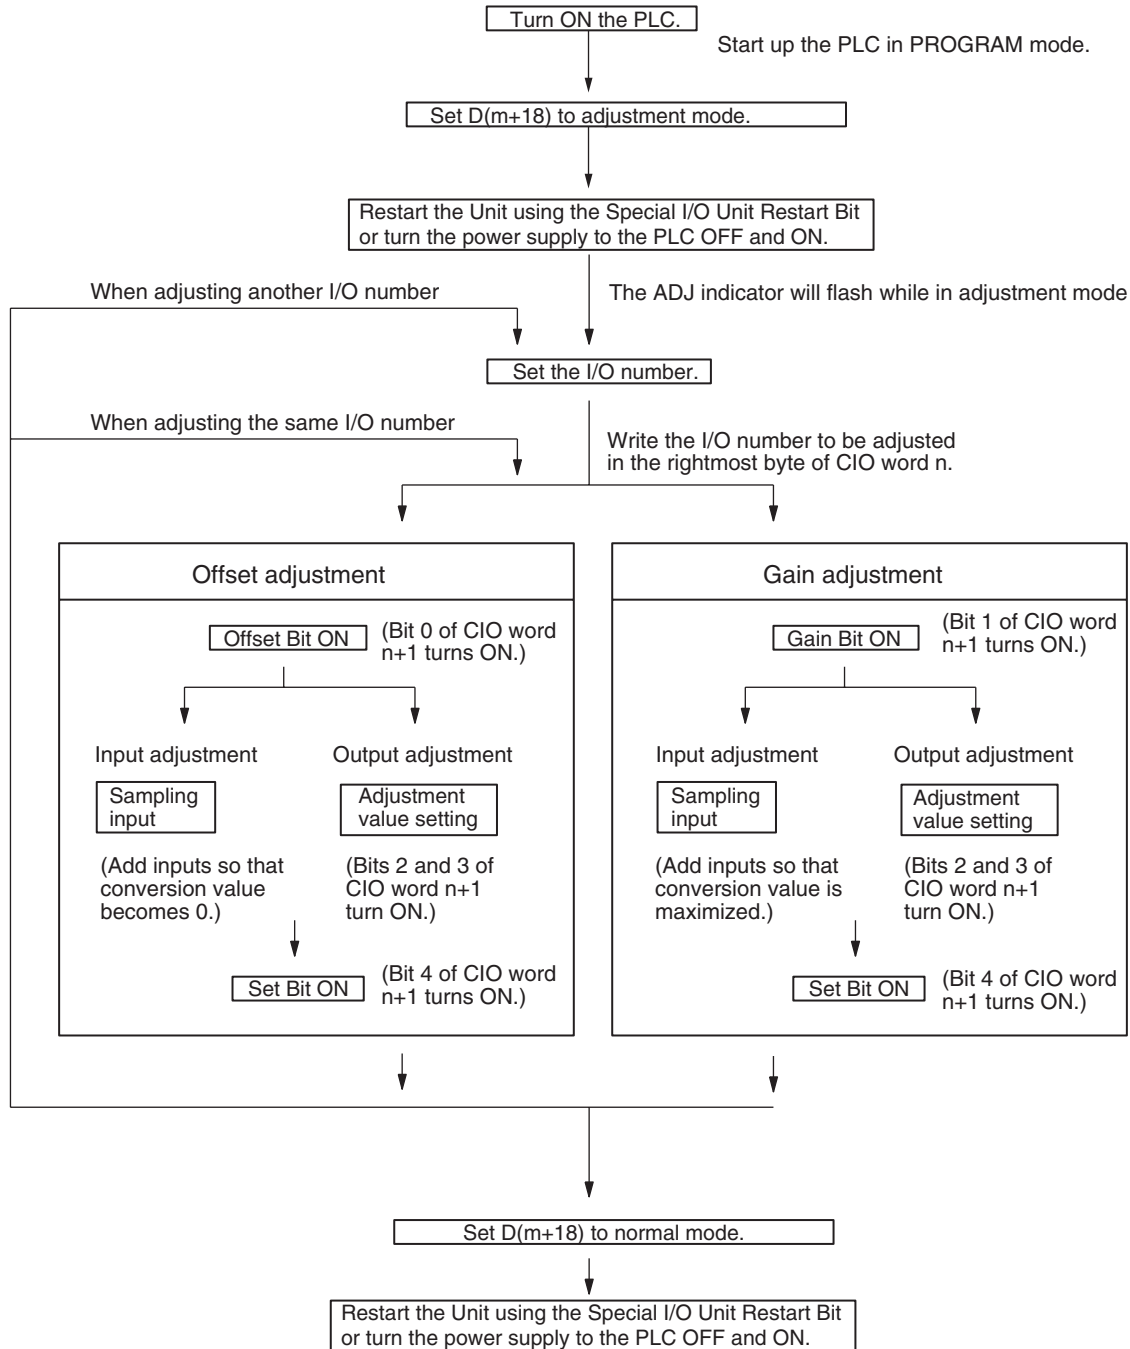 Turn ON the PLC.
Start up the PLC in PROGRAM mode.
Set D(m+18) to adjustment mode.
Restart the Unit using the Special I/O Unit Restart Bit
or turn the power supply to the PLC OFF and ON.
When adjusting another I/O number
The ADJ indicator will flash while in adjustment mode
Set the I/O number.
When adjusting the same I/O number
Write the I/O number to be adjusted
in the rightmost byte of CIO word n.
Offset adjustment
Offset Bit ON
(Bit 0 of CIO word
n+1 turns ON.)
Input adjustment
Output adjustment
Sampling
input
Adjustment
value setting
(Add inputs so that
conversion value
becomes 0.)
(Bits 2 and 3 of
CIO word n+1
turn ON.)
Set Bit ON
(Bit 4 of CIO word
n+1 turns ON.)
Gain adjustment
Gain Bit ON
(Bit 1 of CIO word
n+1 turns ON.)
Input adjustment
Output adjustment
Sampling
input
Adjustment
value setting
(Add inputs so that
conversion value is
maximized.)
(Bits 2 and 3 of
CIO word n+1
turn ON.)
Set Bit ON
(Bit 4 of CIO word
n+1 turns ON.)
Set D(m+18) to normal mode.
Restart the Unit using the Special I/O Unit Restart Bit
or turn the power supply to the PLC OFF and ON.